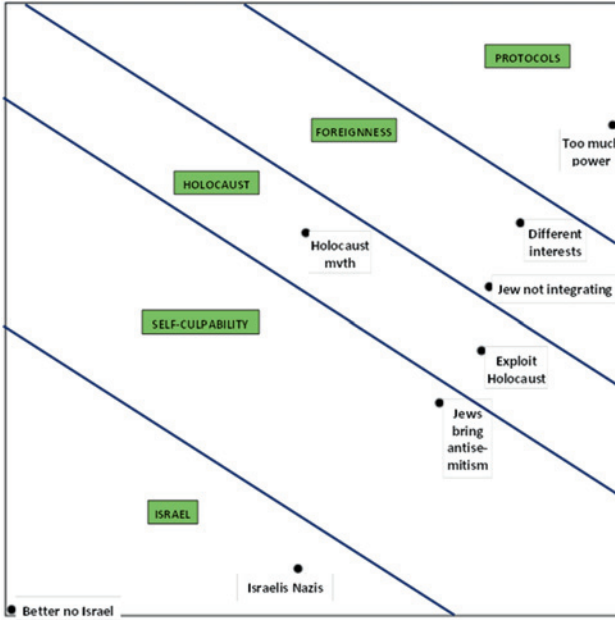 PROTOCOLS
FOREIGNNESS
Too much
power
HOLOCAUST
Different
interests
Holocaust
mvth
Jew not integrating
SELF-CULPABILITY
Exploit
Holocaust
Jews
bring
antise-
mitism
ISRAEL
Israelis Nazis
Better no Israel